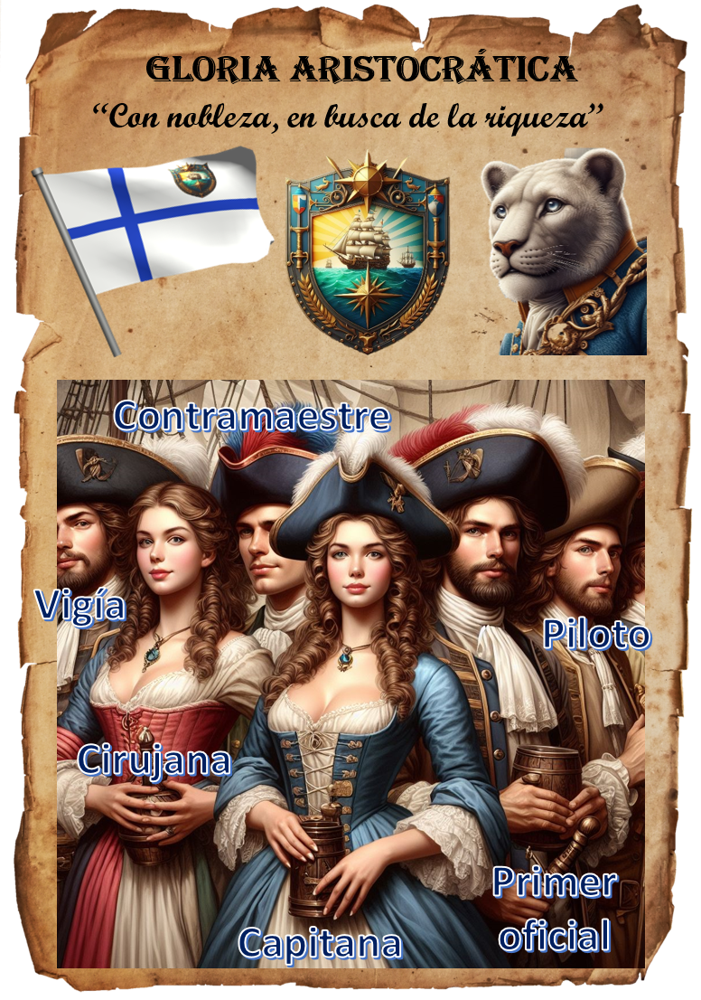 GLORIA ARISTOCRÁTICA
“Con nobleza, en busca de la riqueza”
Contramaestre
Vigía
Piloto
Cirujana
Primer
oficial
Capitana